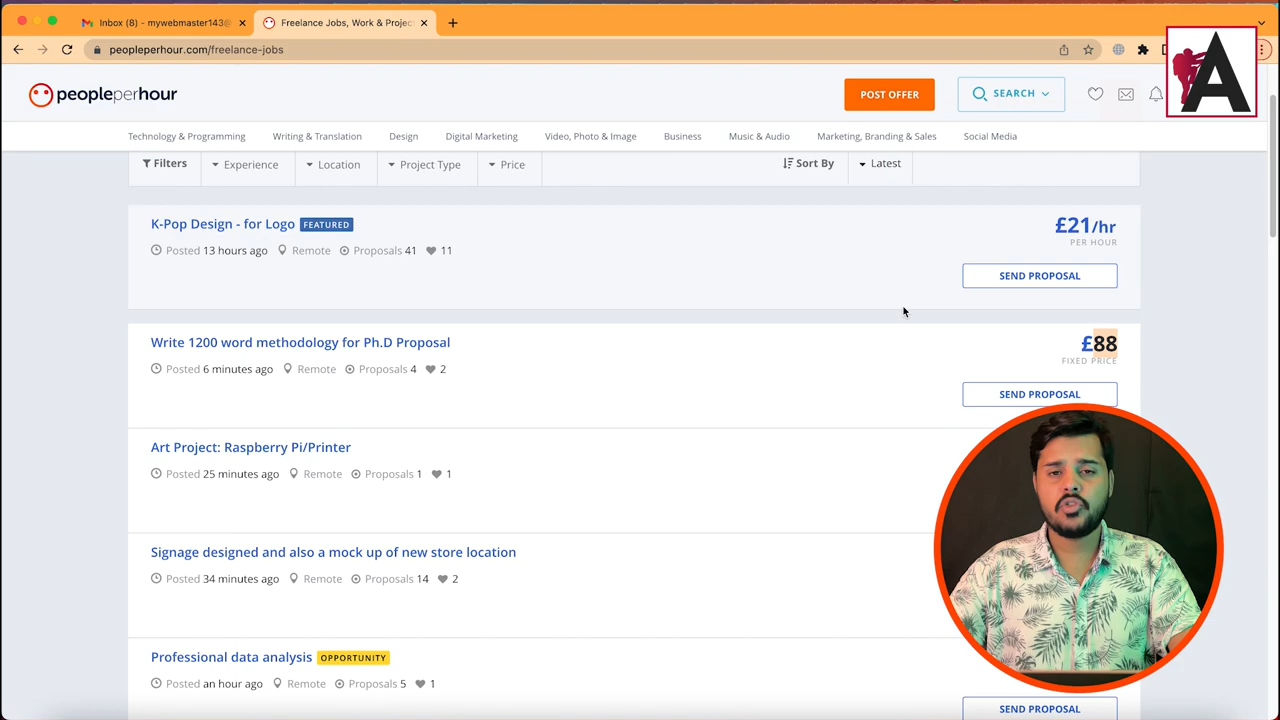 Inbox (8) - mywebmaster143@
Freelance Jobs, Work & Projec
peopleperhour.com/freelance-jobs
A
peopleperhour
POST OFFER
SEARCH
Technology & Programming
Writing & Translation
Design
Digital Marketing
Video, Photo & Image
Business
Music & Audio
Marketing, Branding & Sales
Social Media
Filters
Experience
Location
Project Type
Price
Sort By
Latest
K-Pop Design - for Logo FEATURED
£21/hr
PER HOUR
Posted 13 hours ago Remote Proposals 41 11
SEND PROPOSAL
Write 1200 word methodology for Ph.D Proposal
£88
FIXED PRICE
Posted 6 minutes ago Remote Proposals 4 2
SEND PROPOSAL
Art Project: Raspberry Pi/Printer
Posted 25 minutes ago Remote Proposals 1 1
Signage designed and also a mock up of new store location
Posted 34 minutes ago Remote Proposals 14 2
Professional data analysis OPPORTUNITY
Posted an hour ago Remote Proposals 5 1
SEND PROPOSAL